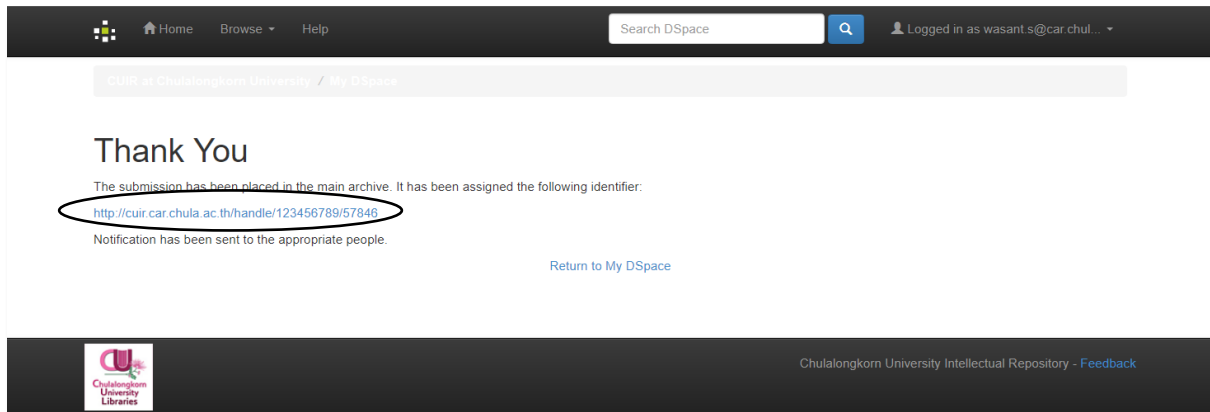 Home Browse Help Search DSpace Logged in as wasant.s@car.chul...
CUIR at Chulalongkorn University / My DSpace
Thank You
The submission has been placed in the main archive. It has been assigned the following identifier:
http://cuir.car.chula.ac.th/handle/123456789/57846
Notification has been sent to the appropriate people.
Return to My DSpace
CU
Chulalongkorn
University
Libraries
Chulalongkorn University Intellectual Repository - Feedback